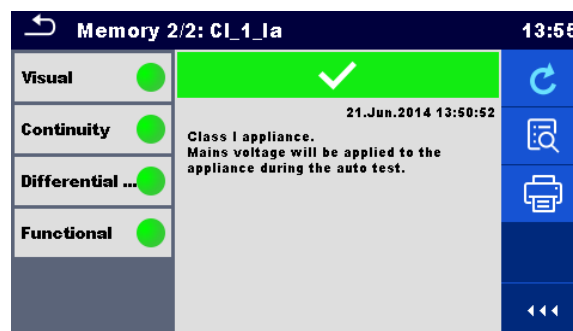 Memory 2/2: CI_1_Ia
13:55
Visual
Continuity
Differential ...
Functional
21.Jun.2014 13:50:52
Class I appliance.
Mains voltage will be applied to the
appliance during the auto test.